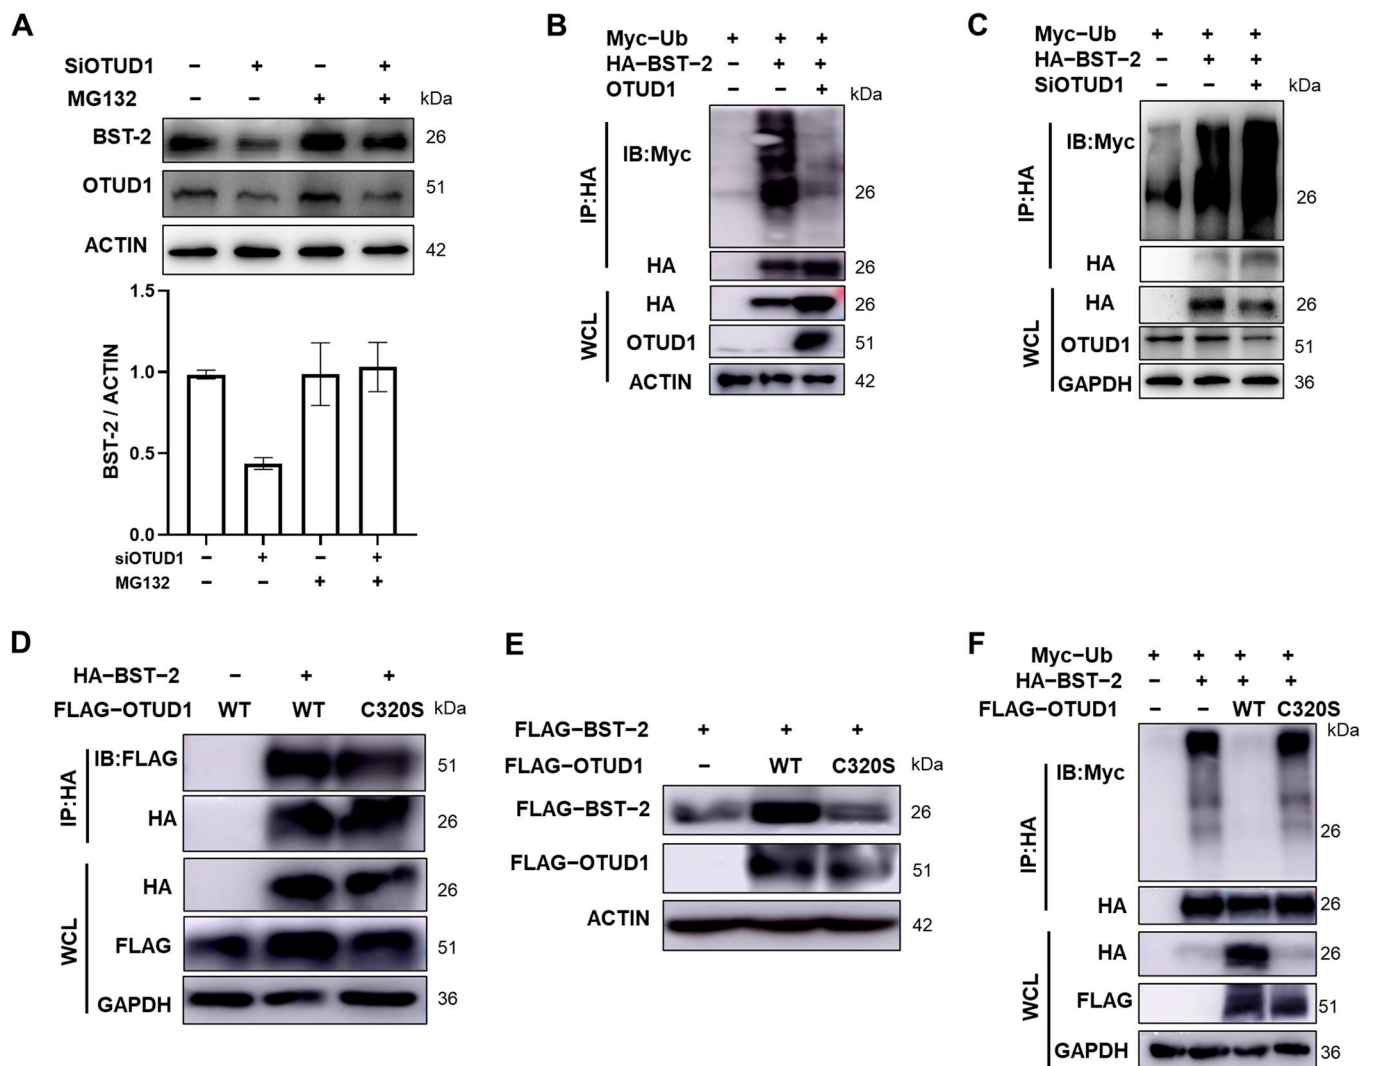 A
SiOTUD1 − + − +
MG132 − − + + kDa
BST-2 26
OTUD1 51
ACTIN 42
1.5
1.0
0.5
0.0
BST-2 / ACTIN
siOTUD1 − + − +
MG132 − − + +
B
Myc−Ub + + +
HA−BST−2 − + +
OTUD1 − − + kDa
IP:HA
IB:Myc 26
HA 26
WCL
HA 26
OTUD1 51
ACTIN 42
C
Myc−Ub + + +
HA−BST−2 − + +
SiOTUD1 − − + kDa
IP:HA
IB:Myc 26
HA
WCL
HA 26
OTUD1 51
GAPDH 36
D
HA−BST−2 − + +
FLAG−OTUD1 WT WT C320S kDa
IP:HA
IB:FLAG 51
HA 26
WCL
HA 26
FLAG 51
GAPDH 36
E
FLAG−BST−2 + + +
FLAG−OTUD1 − WT C320S kDa
FLAG−BST−2 26
FLAG−OTUD1 51
ACTIN 42
F
Myc−Ub + + + +
HA−BST−2 − + + +
FLAG−OTUD1 − − WT C320S
kDa
IP:HA
IB:Myc 26
HA 26
WCL
HA 26
FLAG 51
GAPDH 36